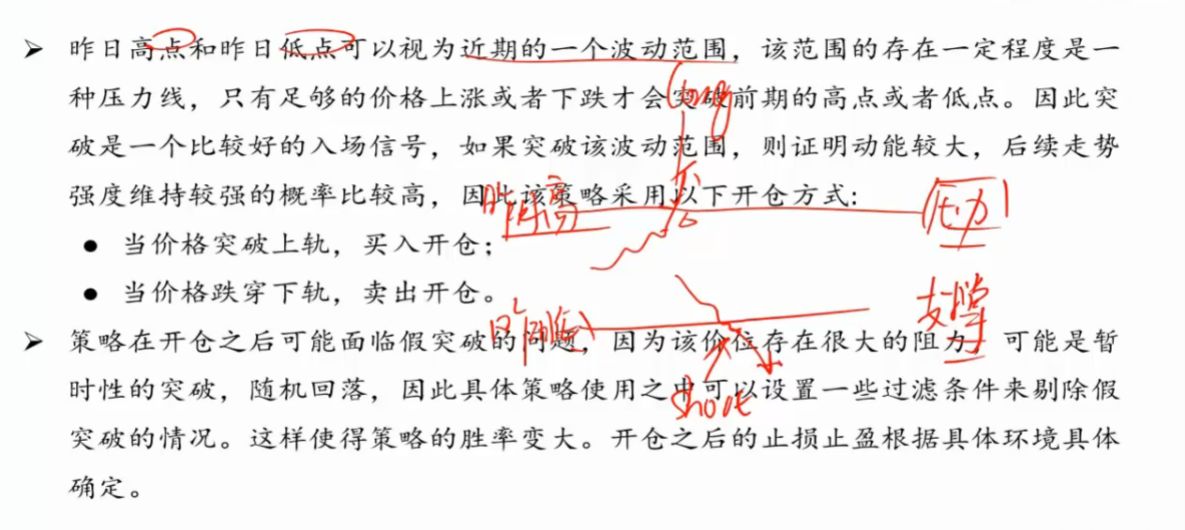 ➤ 昨日高点和昨日低点可以视为近期的一个波动范围，该范围的存在一定程度是一
种压力线，只有足够的价格上涨或者下跌才会突破前期的高点或者低点。因此突
破是一个比较好的入场信号，如果突破该波动范围，则证明动能较大，后续走势
强度维持较强的概率比较高，因此该策略采用以下开仓方式：
● 当价格突破上轨，买入开仓；
● 当价格跌穿下轨，卖出开仓。
➤ 策略在开仓之后可能面临假突破的问题，因为该价位存在很大的阻力，可能是暂
时性的突破，随机回落，因此具体策略使用之中可以设置一些过滤条件来剔除假
突破的情况。这样使得策略的胜率变大。开仓之后的止损止盈根据具体环境具体
确定。
long
昨高
压力
支撑
short